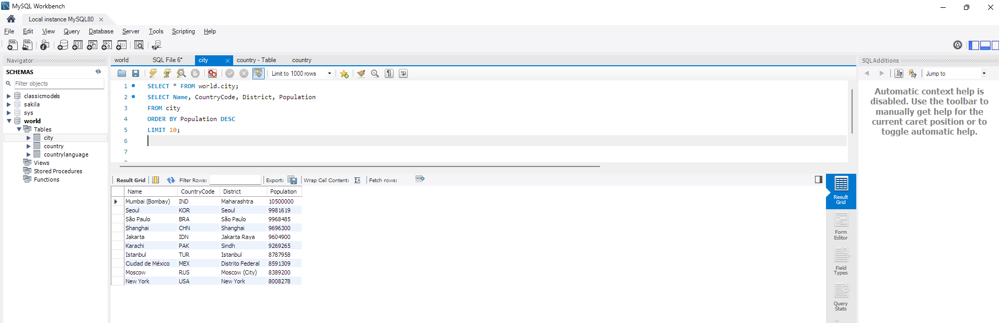 MySQL Workbench
Local instance MySQL80
File Edit View Query Database Server Tools Scripting Help
Navigator
SCHEMAS
Filter objects
classicmodels
sakila
sys
world
Tables
city
country
countrylanguage
Views
Stored Procedures
Functions
world SQL File 6* city country - Table country
Limit to 1000 rows
1 SELECT * FROM world.city;
2 SELECT Name, CountryCode, District, Population
3 FROM city
4 ORDER BY Population DESC
5 LIMIT 10;
6
7
Result Grid Filter Rows: Export: Wrap Cell Content: Fetch rows:
Name CountryCode District Population
Mumbai (Bombay) IND Maharashtra 10500000
Seoul KOR Seoul 9981619
São Paulo BRA São Paulo 9968485
Shanghai CHN Shanghai 9696300
Jakarta IDN Jakarta Raya 9604900
Karachi PAK Sindh 9269265
Istanbul TUR Istanbul 8787958
Ciudad de México MEX Distrito Federal 8591309
Moscow RUS Moscow (City) 8389200
New York USA New York 8008278
Result
Grid
Form
Editor
Field
Types
Query
Stats
SQLAdditions
Jump to
Automatic context help is
disabled. Use the toolbar to
manually get help for the
current caret position or to
toggle automatic help.